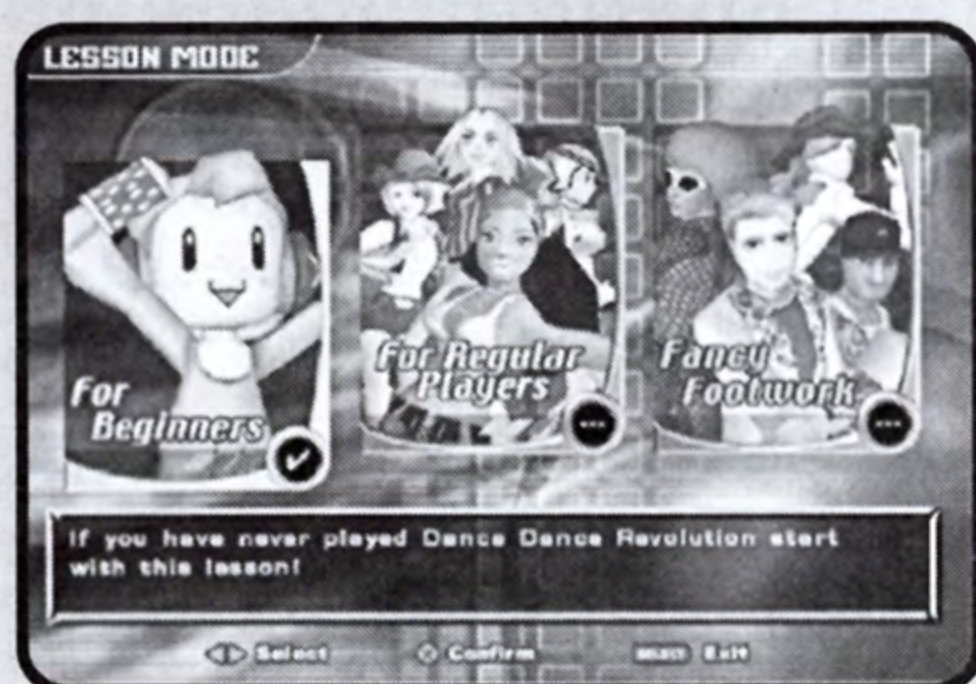 LESSON MODE
For
Beginners
For Regular
Players
Fancy
Footwork
If you have never played Dance Dance Revolution start
with this lesson!
Select
Confirm
SELECT Exit